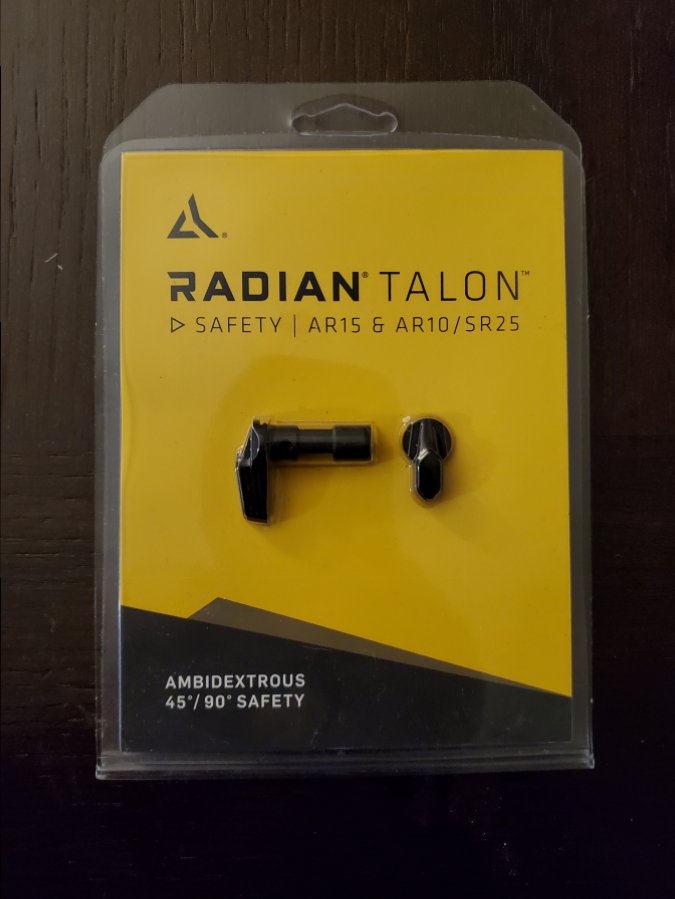 ®
RADIAN® TALON™
▷ SAFETY | AR15 & AR10/SR25
AMBIDEXTROUS
45°/90° SAFETY